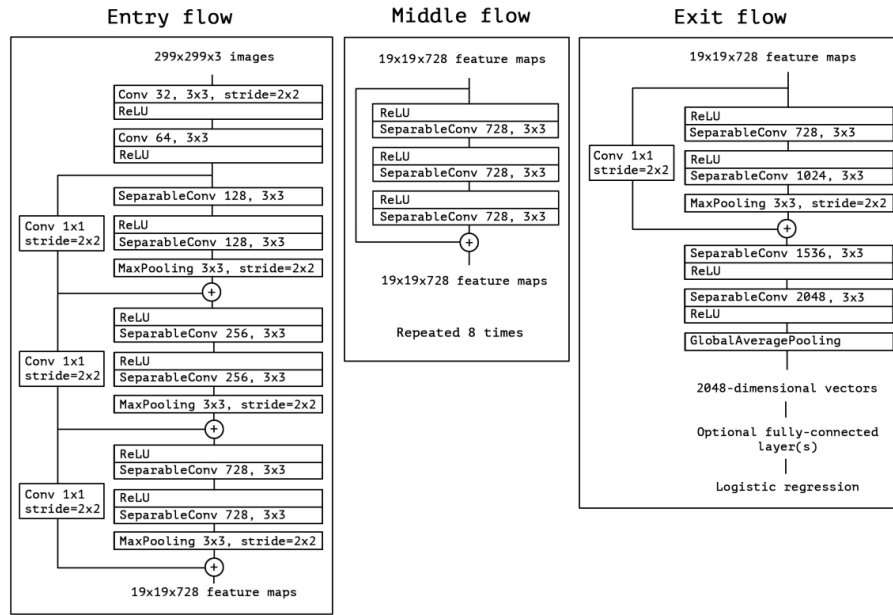 Entry flow
299x299x3 images
Conv 32, 3x3, stride=2x2
ReLU
Conv 64, 3x3
ReLU
SeparableConv 128, 3x3
Conv 1x1
stride=2x2
ReLU
SeparableConv 128, 3x3
MaxPooling 3x3, stride=2x2
+
ReLU
SeparableConv 256, 3x3
Conv 1x1
stride=2x2
ReLU
SeparableConv 256, 3x3
MaxPooling 3x3, stride=2x2
+
ReLU
SeparableConv 728, 3x3
Conv 1x1
stride=2x2
ReLU
SeparableConv 728, 3x3
MaxPooling 3x3, stride=2x2
+
19x19x728 feature maps
Middle flow
19x19x728 feature maps
ReLU
SeparableConv 728, 3x3
ReLU
SeparableConv 728, 3x3
ReLU
SeparableConv 728, 3x3
+
19x19x728 feature maps
Repeated 8 times
Exit flow
19x19x728 feature maps
ReLU
SeparableConv 728, 3x3
Conv 1x1
stride=2x2
ReLU
SeparableConv 1024, 3x3
MaxPooling 3x3, stride=2x2
+
SeparableConv 1536, 3x3
ReLU
SeparableConv 2048, 3x3
ReLU
GlobalAveragePooling
2048-dimensional vectors
Optional fully-connected
layer(s)
Logistic regression